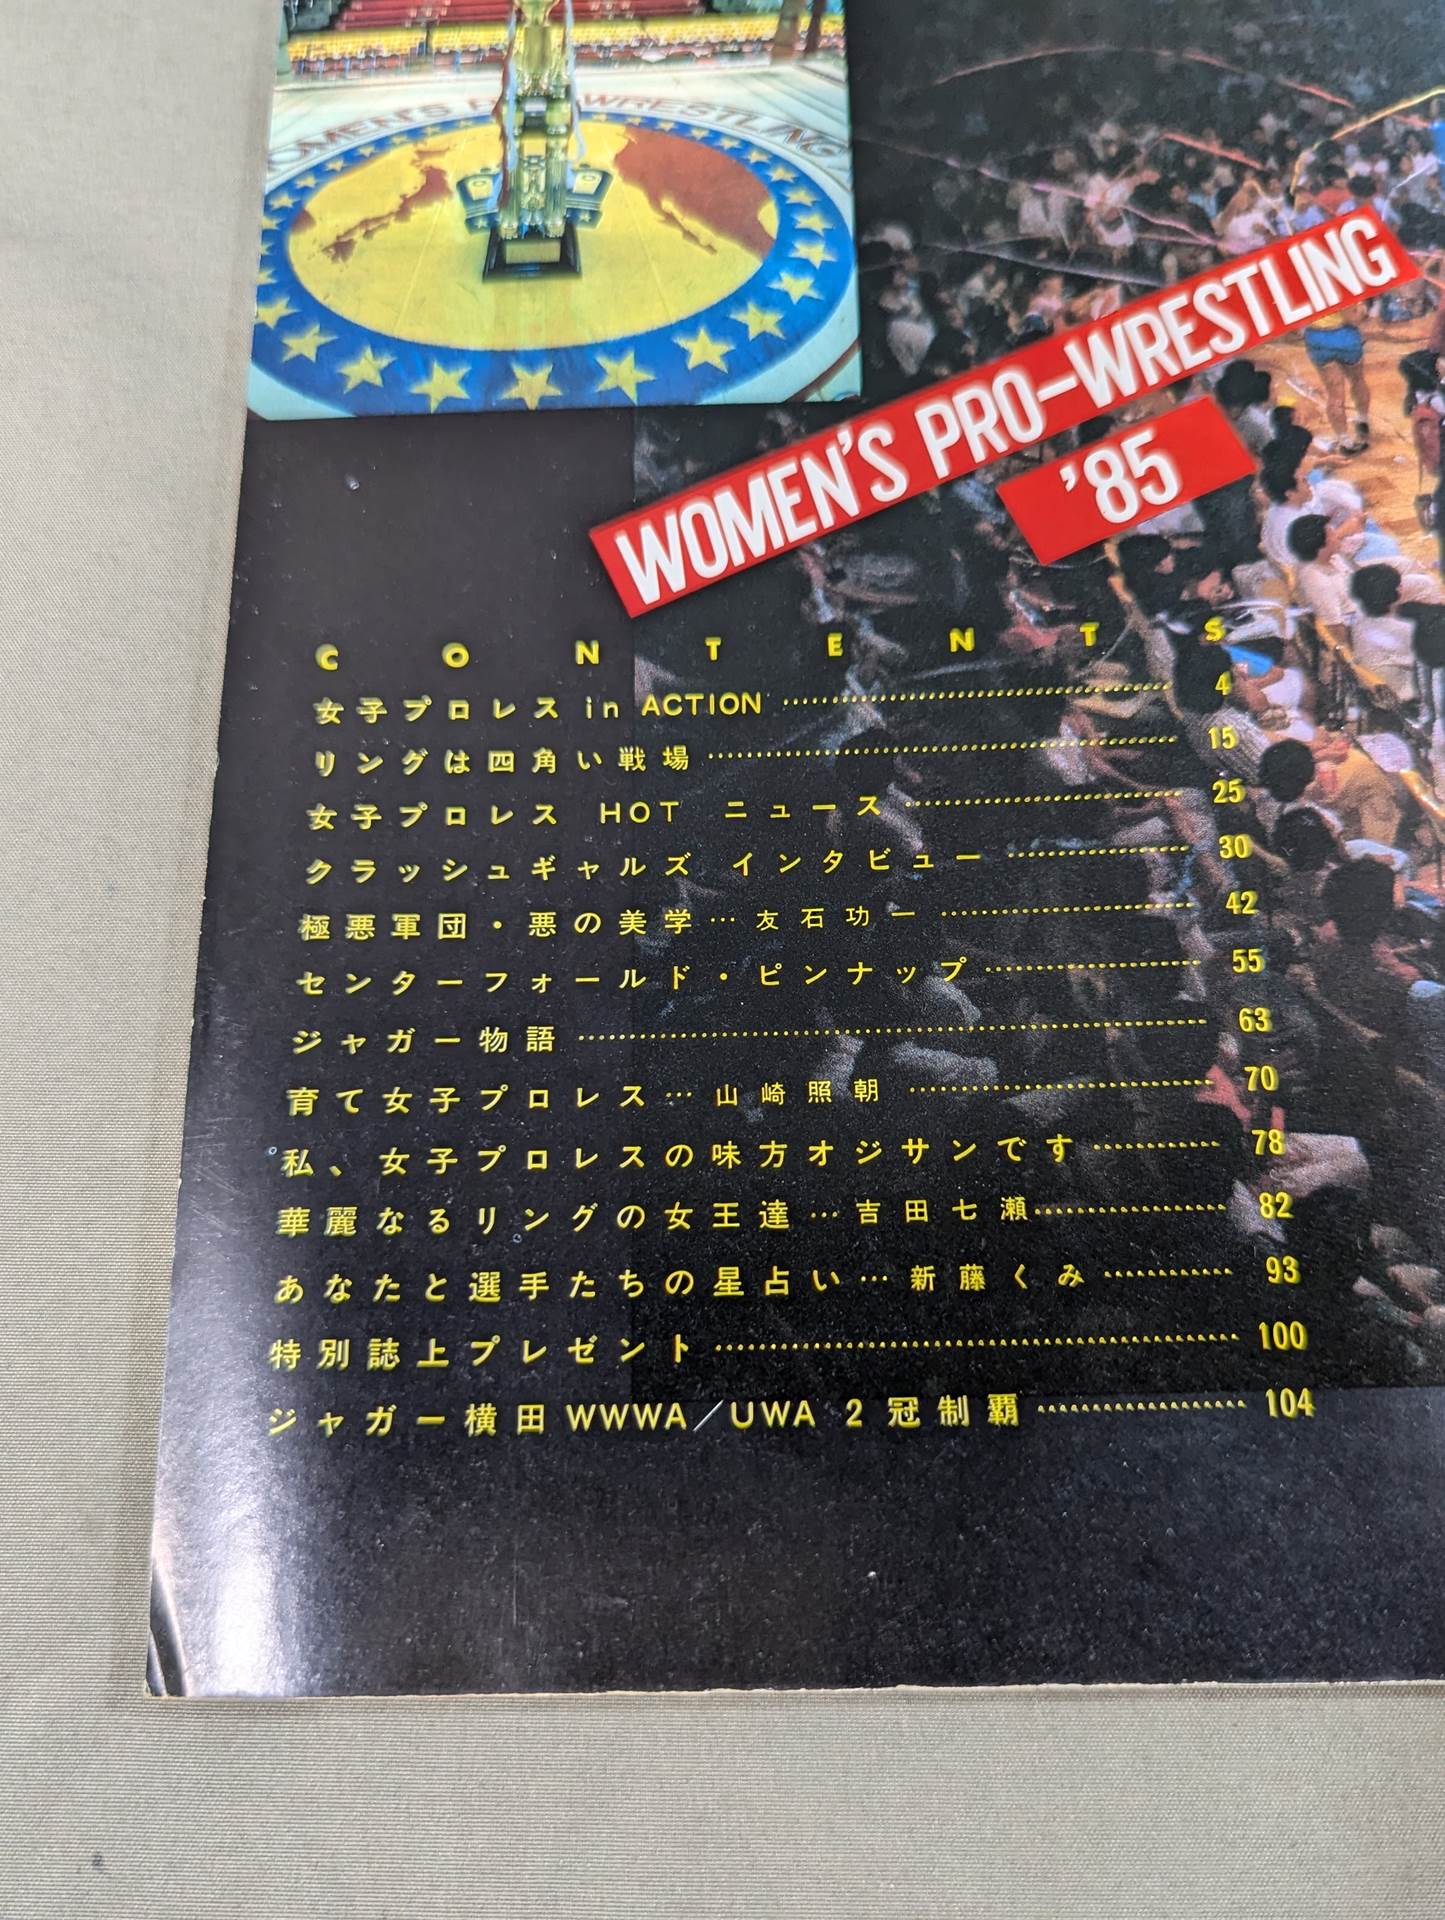 WOMEN'S PRO-WRESTLING
WOMEN'S PRO-WRESTLING
'85
CONTENTS
女子プロレス in ACTION ………… 4
リングは四角い戦場 ………… 15
女子プロレス HOT ニュース ………… 25
クラッシュギャルズ インタビュー ………… 30
極悪軍団・悪の美学…友石功一 ………… 42
センターフォールド・ピンナップ ………… 55
ジャガー物語 ………… 63
育て女子プロレス…山崎照朝 ………… 70
私、女子プロレスの味方オジサンです ………… 78
華麗なるリングの女王達…吉田七瀬 ………… 82
あなたと選手たちの星占い…新藤くみ ………… 93
特別誌上プレゼント ………… 100
ジャガー横田 WWWA／UWA 2冠制覇 ………… 104